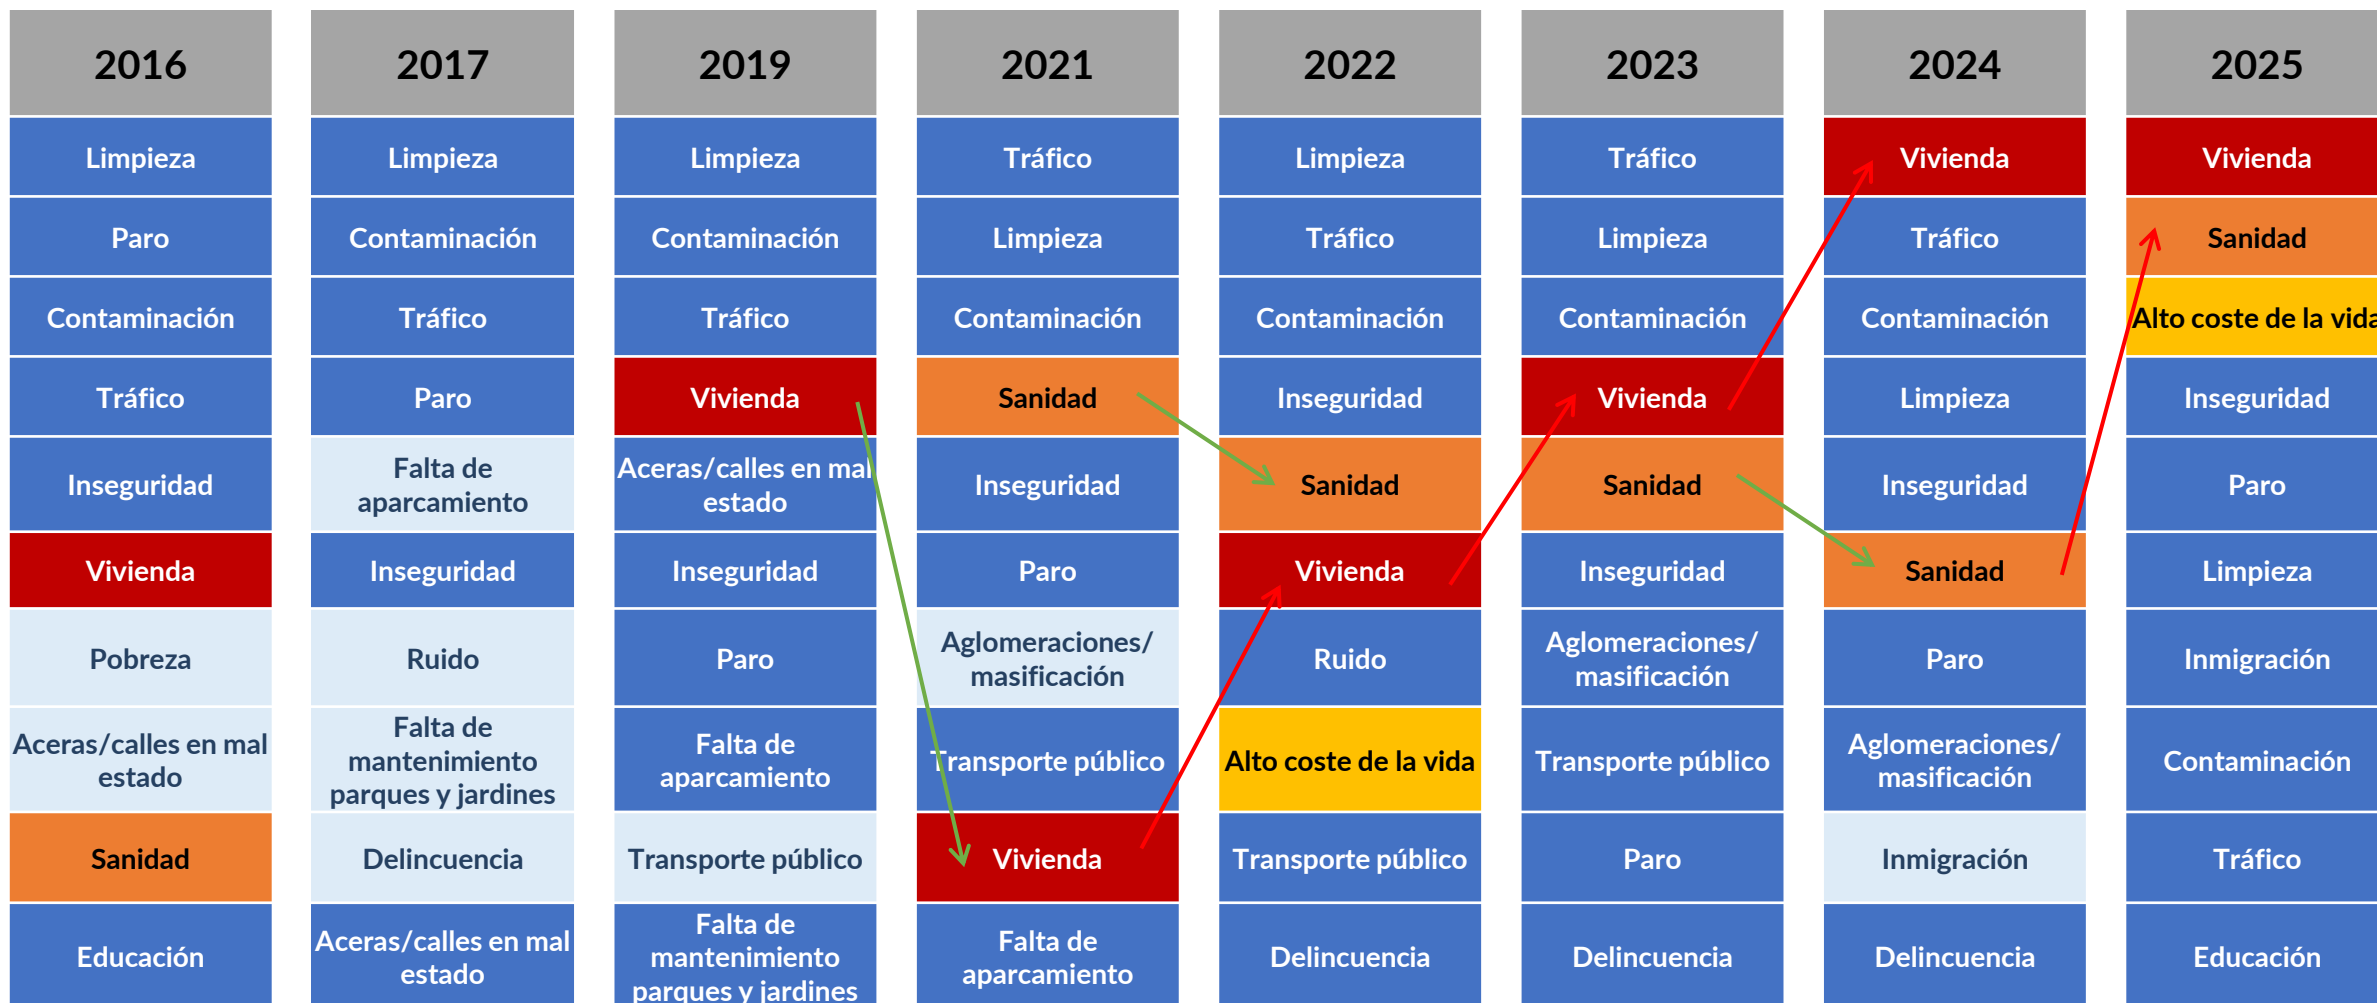 2016
2017
2019
2021
2022
2023
2024
2025
Limpieza
Limpieza
Limpieza
Tráfico
Limpieza
Tráfico
Vivienda
Vivienda
Paro
Contaminación
Contaminación
Limpieza
Tráfico
Limpieza
Tráfico
Sanidad
Contaminación
Tráfico
Tráfico
Contaminación
Contaminación
Contaminación
Contaminación
Alto coste de la vida
Tráfico
Paro
Vivienda
Sanidad
Inseguridad
Vivienda
Limpieza
Inseguridad
Inseguridad
Falta de
aparcamiento
Aceras/calles en mal
estado
Inseguridad
Sanidad
Sanidad
Inseguridad
Paro
Vivienda
Inseguridad
Inseguridad
Paro
Vivienda
Inseguridad
Sanidad
Limpieza
Pobreza
Ruido
Paro
Aglomeraciones/
masificación
Ruido
Aglomeraciones/
masificación
Paro
Inmigración
Aceras/calles en mal
estado
Falta de
mantenimiento
parques y jardines
Falta de
aparcamiento
Transporte público
Alto coste de la vida
Transporte público
Aglomeraciones/
masificación
Contaminación
Sanidad
Delincuencia
Transporte público
Vivienda
Transporte público
Paro
Inmigración
Tráfico
Educación
Aceras/calles en mal
estado
Falta de
mantenimiento
parques y jardines
Falta de
aparcamiento
Delincuencia
Delincuencia
Delincuencia
Educación